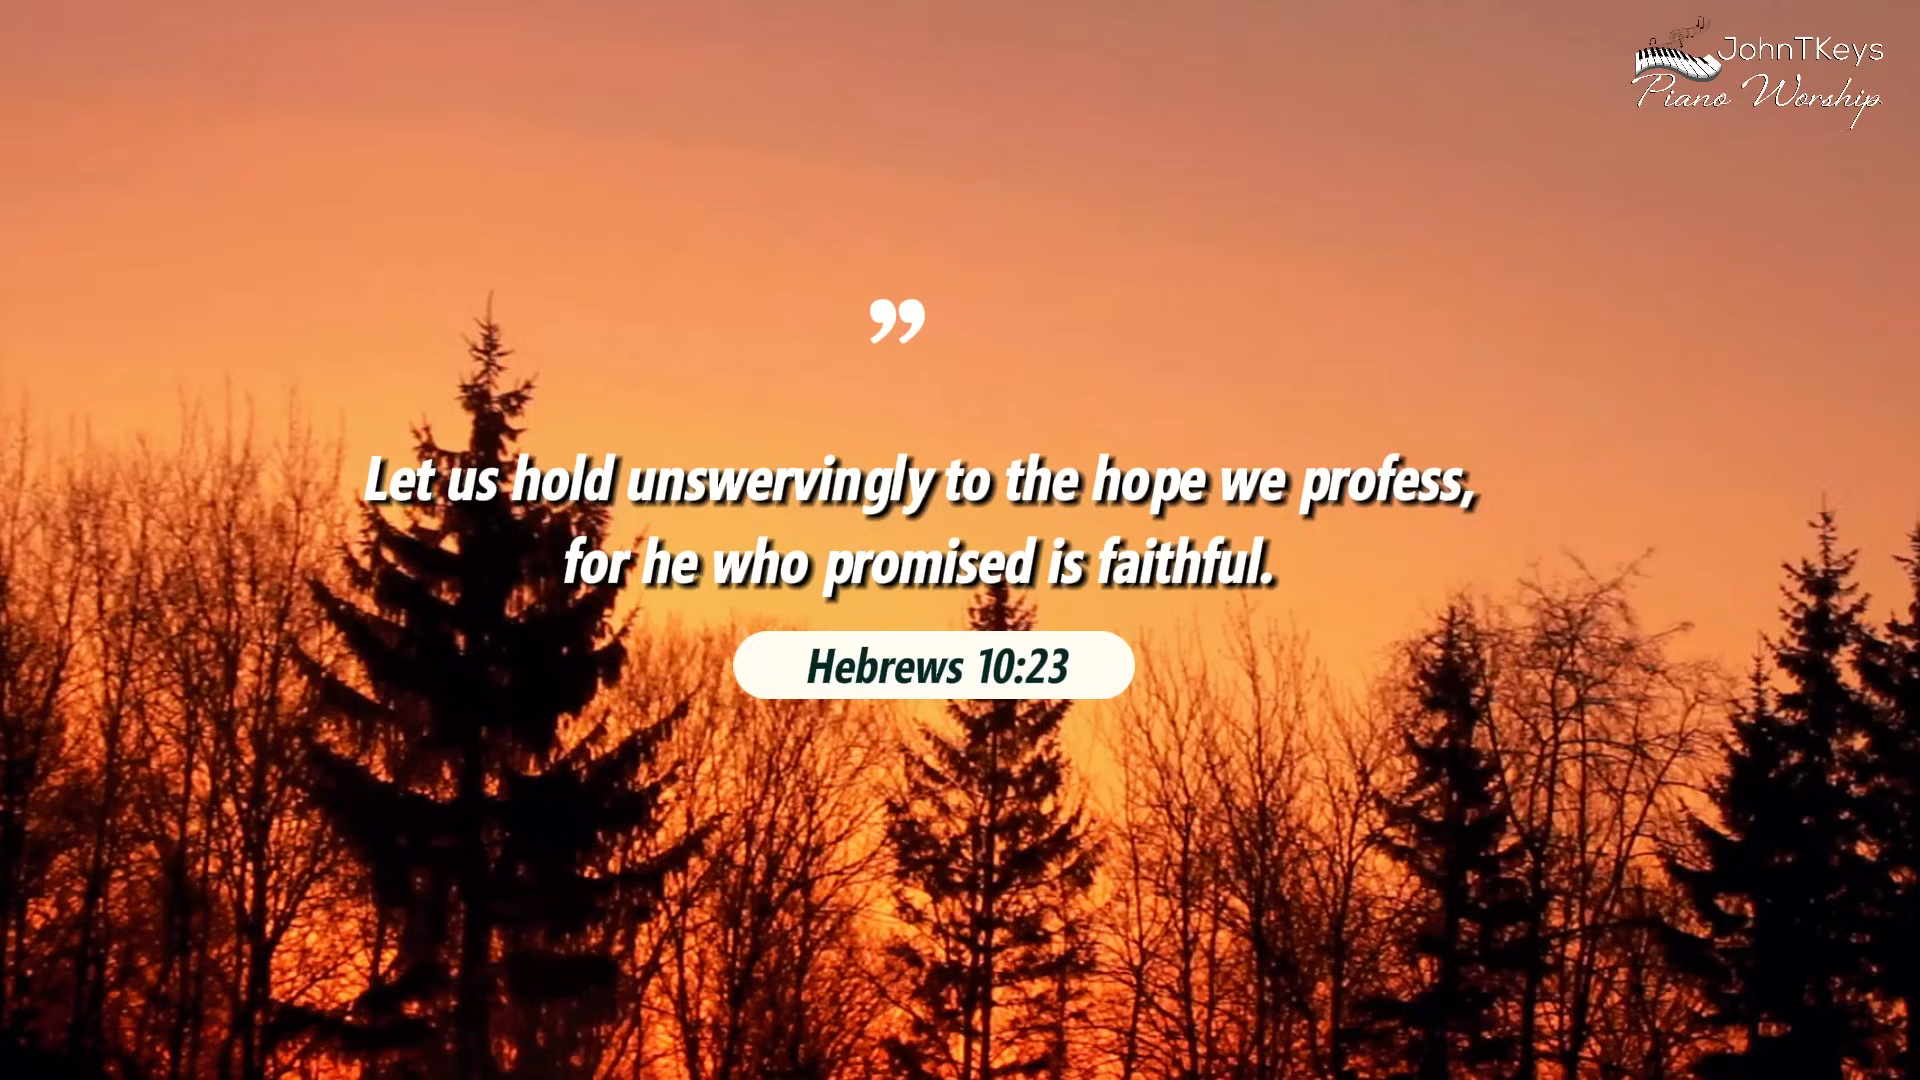 JohnTKeys
Piano Worship
”
Let us hold unswervingly to the hope we profess,
for he who promised is faithful.
Hebrews 10:23